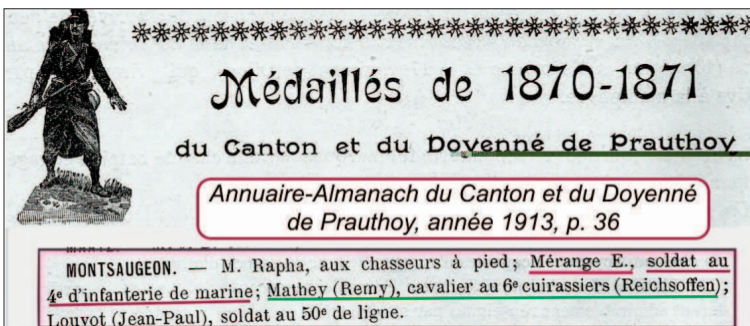 Médaillés de 1870-1871
du Canton et du Doyenné de Prauthoy
Annuaire-Almanach du Canton et du Doyenné
de Prauthoy, année 1913, p. 36
MONTSAUGEON. — M. Rapha, aux chasseurs à pied; Mérange E., soldat au
4e d'infanterie de marine; Mathey (Remy), cavalier au 6e cuirassiers (Reichsoffen);
Louvot (Jean-Paul), soldat au 50e de ligne.